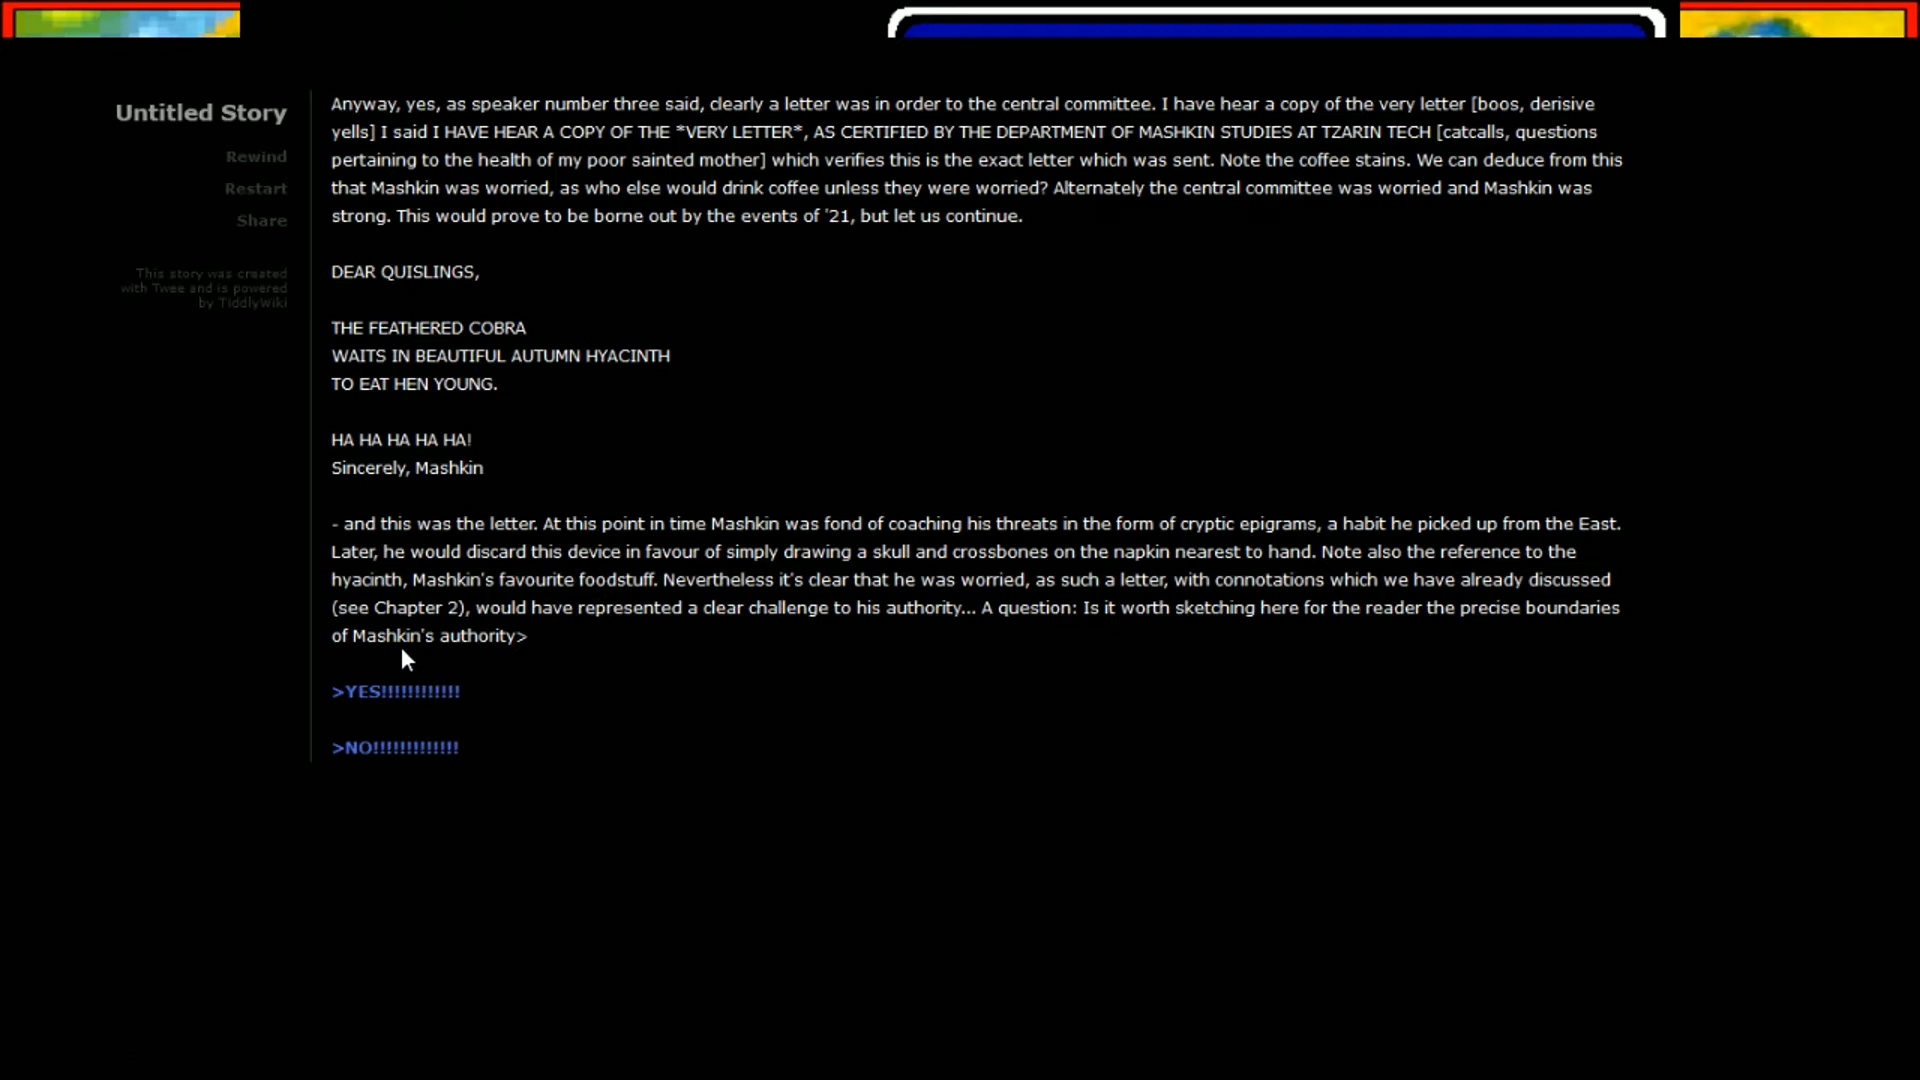 Untitled Story
Rewind
Restart
Share
This story was created
with Twee and is powered
by TiddlyWiki
Anyway, yes, as speaker number three said, clearly a letter was in order to the central committee. I have hear a copy of the very letter [boos, derisive
yells] I said I HAVE HEAR A COPY OF THE *VERY LETTER*, AS CERTIFIED BY THE DEPARTMENT OF MASHKIN STUDIES AT TZARIN TECH [catcalls, questions
pertaining to the health of my poor sainted mother] which verifies this is the exact letter which was sent. Note the coffee stains. We can deduce from this
that Mashkin was worried, as who else would drink coffee unless they were worried? Alternately the central committee was worried and Mashkin was
strong. This would prove to be borne out by the events of '21, but let us continue.
DEAR QUISLINGS,
THE FEATHERED COBRA
WAITS IN BEAUTIFUL AUTUMN HYACINTH
TO EAT HEN YOUNG.
HA HA HA HA HA!
Sincerely, Mashkin
- and this was the letter. At this point in time Mashkin was fond of coaching his threats in the form of cryptic epigrams, a habit he picked up from the East.
Later, he would discard this device in favour of simply drawing a skull and crossbones on the napkin nearest to hand. Note also the reference to the
hyacinth, Mashkin's favourite foodstuff. Nevertheless it's clear that he was worried, as such a letter, with connotations which we have already discussed
(see Chapter 2), would have represented a clear challenge to his authority... A question: Is it worth sketching here for the reader the precise boundaries
of Mashkin's authority>
>YES!!!!!!!!!!!!
>NO!!!!!!!!!!!!!